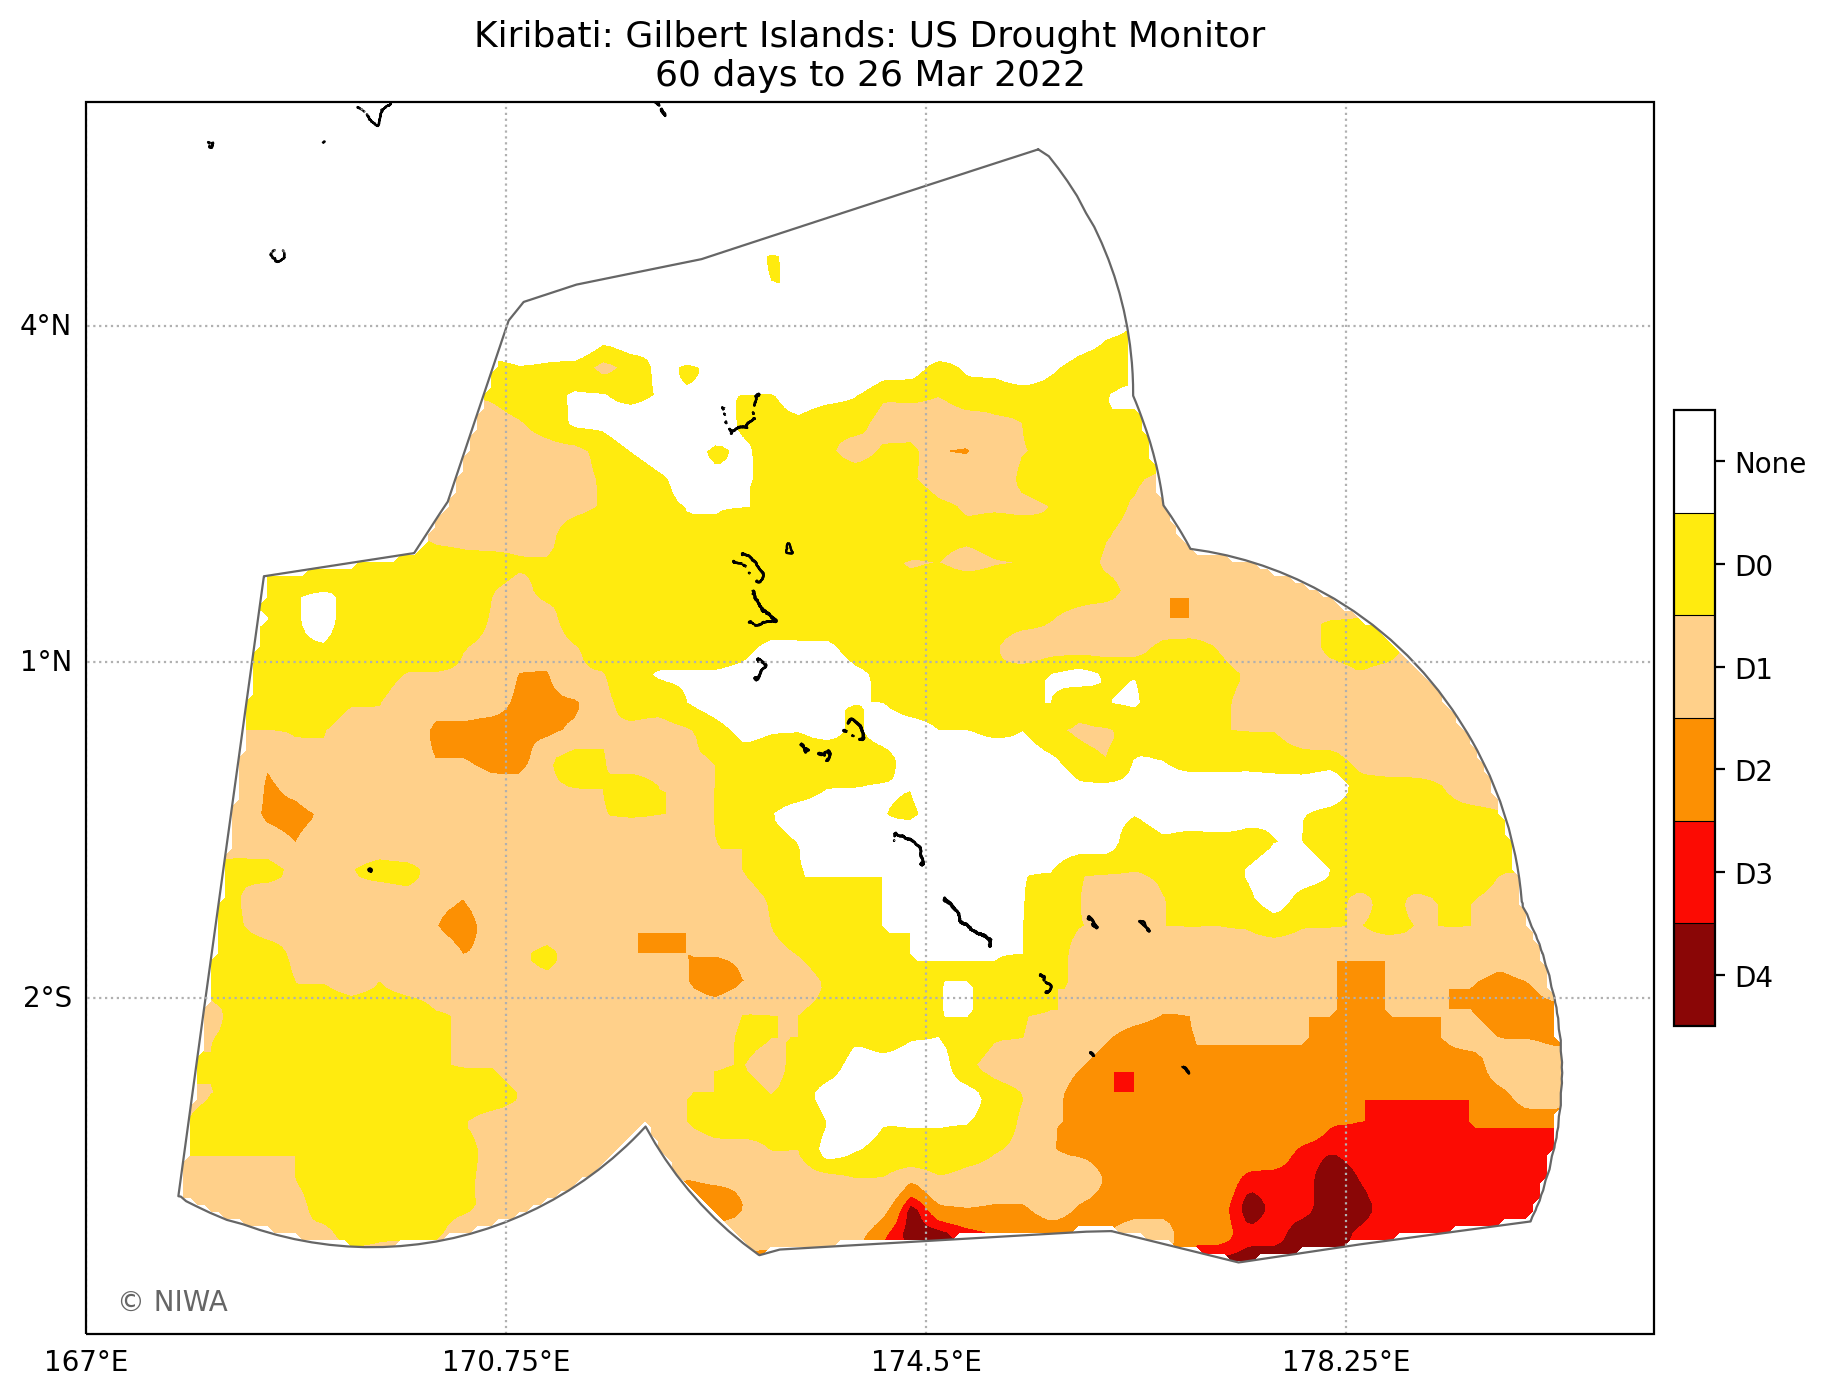 Kiribati: Gilbert Islands: US Drought Monitor
60 days to 26 Mar 2022
4°N
1°N
2°S
167°E
170.75°E
174.5°E
178.25°E
None
D0
D1
D2
D3
D4
© NIWA